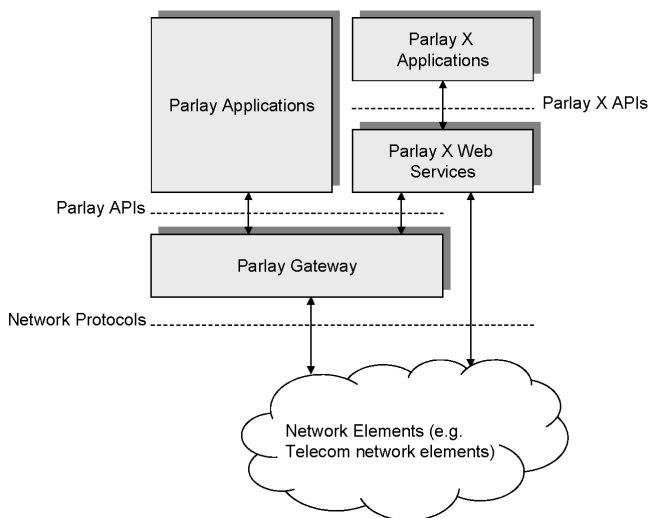 Parlay X
Applications
Parlay Applications
Parlay X APIs
Parlay X Web
Services
Parlay APIs
Parlay Gateway
Network Protocols
Network Elements (e.g.
Telecom network elements)